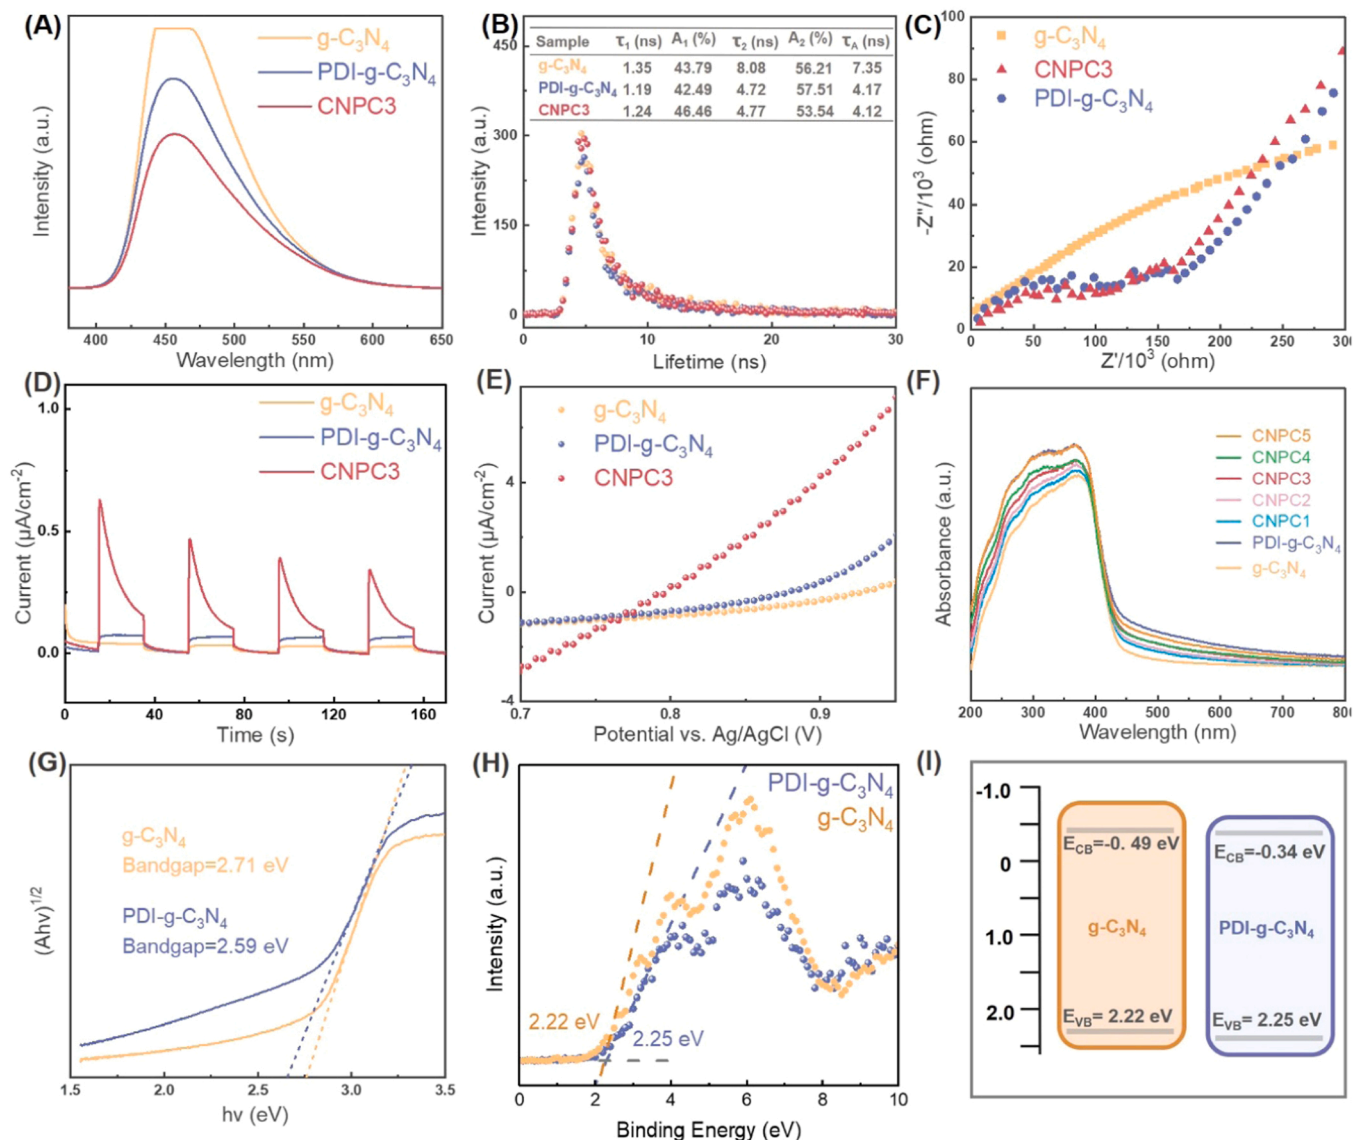 (A)
g-C₃N₄
PDI-g-C₃N₄
CNPC3
Intensity (a.u.)
400 450 500 550 600 650
Wavelength (nm)
(B)
Sample τ₁ (ns) A₁ (%) τ₂ (ns) A₂ (%) τ_A (ns)
g-C₃N₄ 1.35 43.79 8.08 56.21 7.35
PDI-g-C₃N₄ 1.19 42.49 4.72 57.51 4.17
CNPC3 1.24 46.46 4.77 53.54 4.12
450
300
150
0
Intensity (a.u.)
0 5 10 20 30
Lifetime (ns)
(C)
g-C₃N₄
CNPC3
PDI-g-C₃N₄
100
80
60
40
20
0
-Z''/10³ (ohm)
0 50 100 150 200 250 300
Z'/10³ (ohm)
(D)
g-C₃N₄
PDI-g-C₃N₄
CNPC3
1.0
0.5
0.0
Current (μA/cm⁻²)
0 40 80 120 160
Time (s)
(E)
g-C₃N₄
PDI-g-C₃N₄
CNPC3
4
0
-4
Current (μA/cm⁻²)
0.7 0.8 0.9
Potential vs. Ag/AgCl (V)
(F)
CNPC5
CNPC4
CNPC3
CNPC2
CNPC1
PDI-g-C₃N₄
g-C₃N₄
Absorbance (a.u.)
200 300 400 500 600 700 800
Wavelength (nm)
(G)
g-C₃N₄
Bandgap=2.71 eV
PDI-g-C₃N₄
Bandgap=2.59 eV
(Ahv)¹ᐟ²
1.5 2.0 2.5 3.0 3.5
hv (eV)
(H)
PDI-g-C₃N₄
g-C₃N₄
2.22 eV
2.25 eV
Intensity (a.u.)
0 2 4 6 8 10
Binding Energy (eV)
(I)
-1.0
0
1.0
2.0
E_CB=-0. 49 eV
g-C₃N₄
E_VB= 2.22 eV
E_CB=-0.34 eV
PDI-g-C₃N₄
E_VB= 2.25 eV